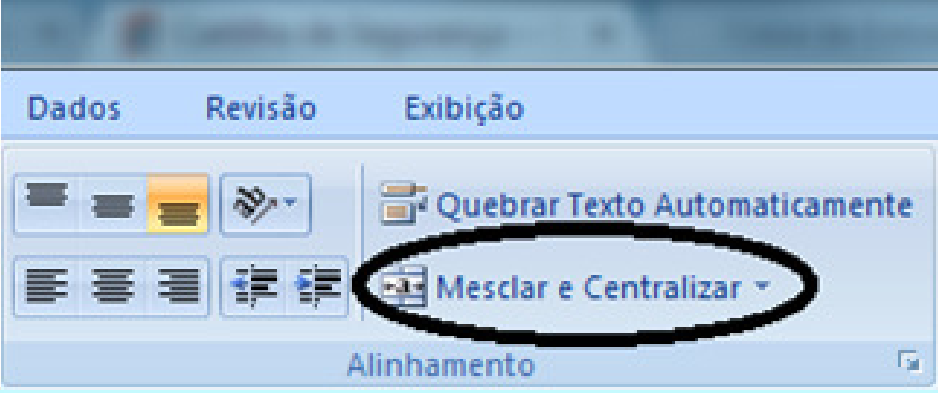 Dados Revisão Exibição
Quebrar Texto Automaticamente
Mesclar e Centralizar
Alinhamento